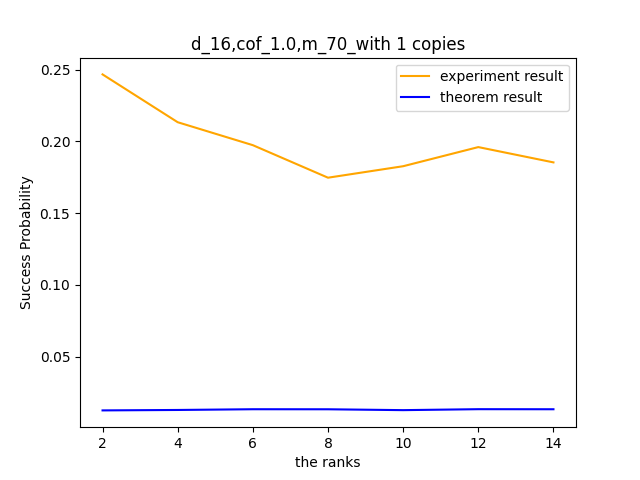 d_16,cof_1.0,m_70_with 1 copies
experiment result
theorem result
0.25
0.20
0.15
0.10
0.05
Success Probability
2
4
6
8
10
12
14
the ranks